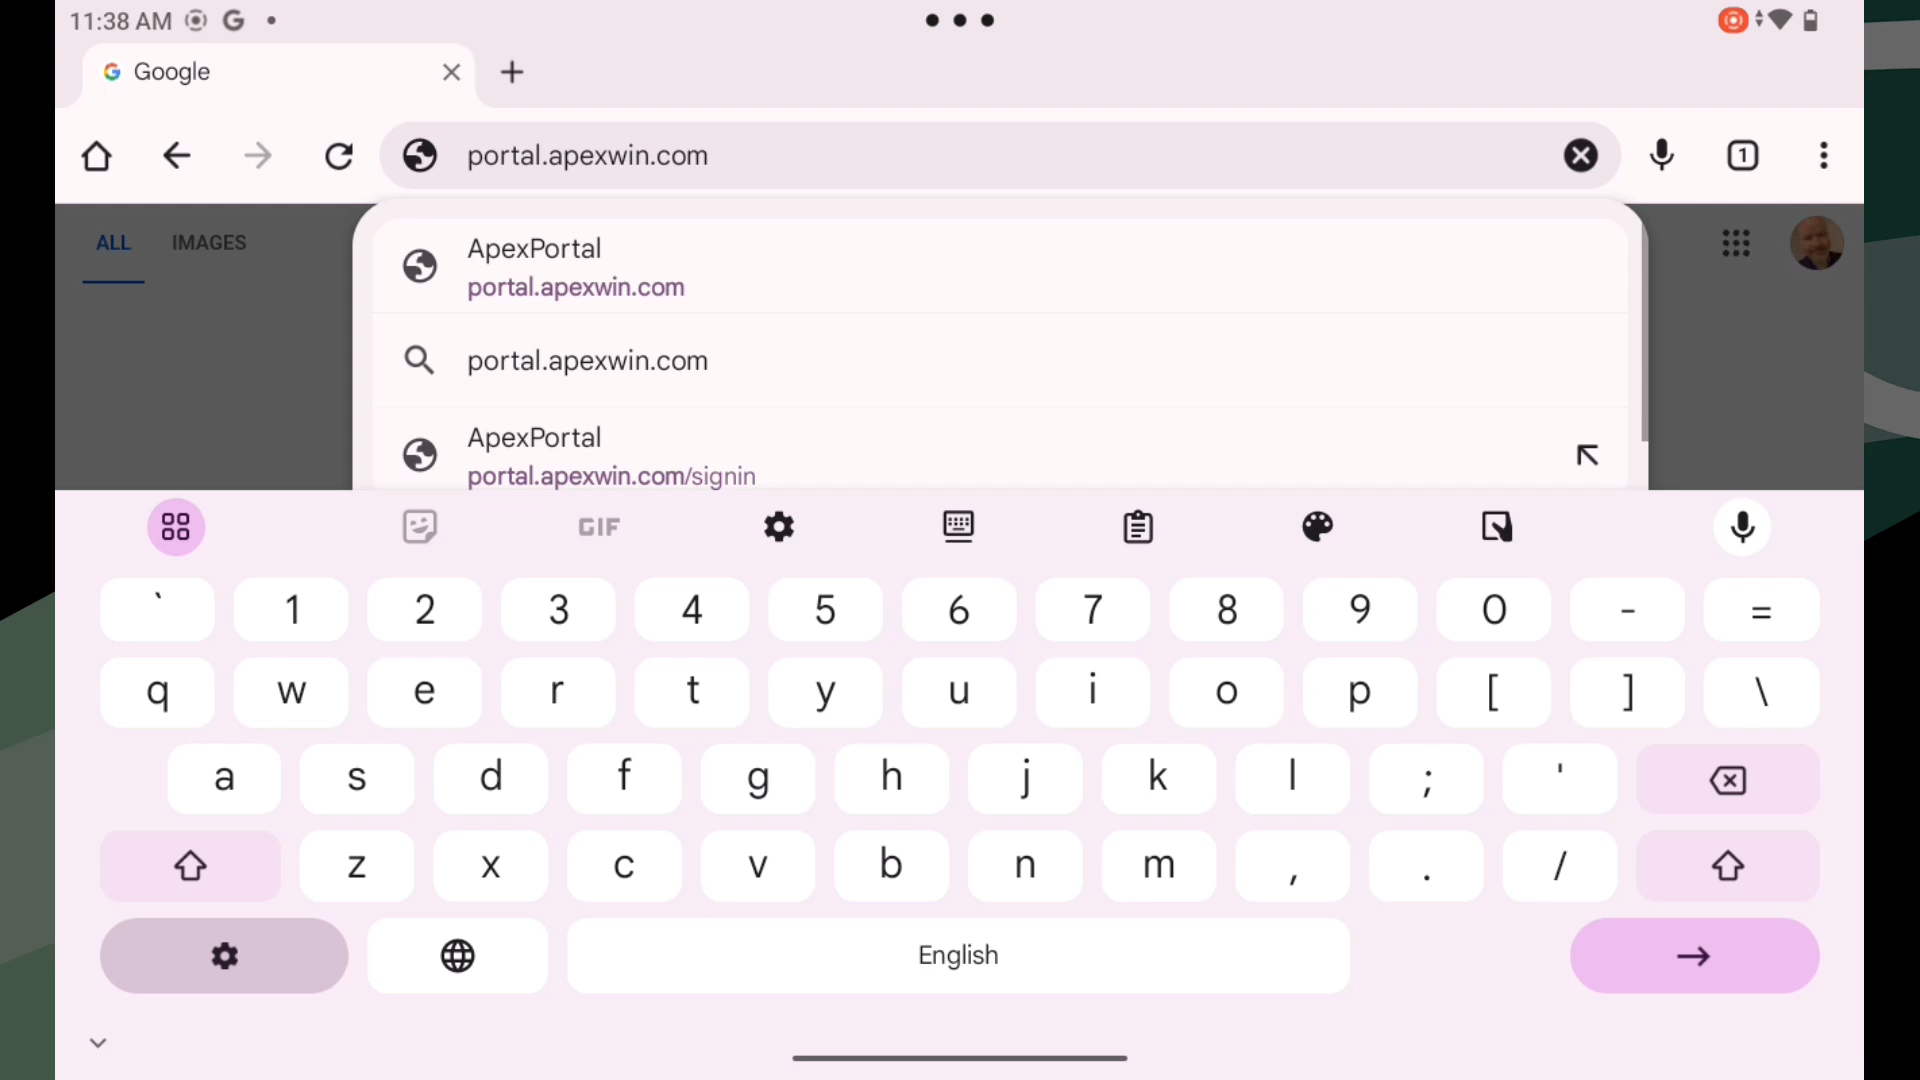 11:38 AM
Google
portal.apexwin.com
1
ALL IMAGES
ApexPortal
portal.apexwin.com
portal.apexwin.com
ApexPortal
portal.apexwin.com/signin
GIF
` 1 2 3 4 5 6 7 8 9 0 - =
q w e r t y u i o p [ ] \
a s d f g h j k l ; '
z x c v b n m , . /
English